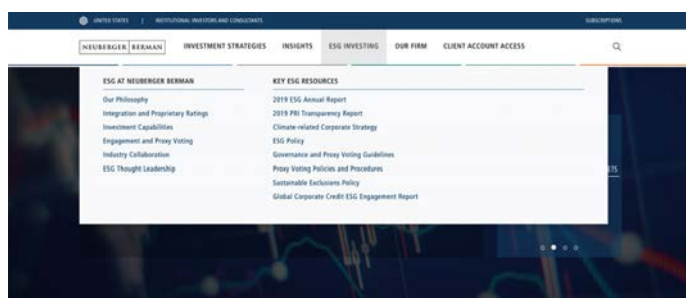 UNITED STATES | INSTITUTIONAL INVESTORS AND CONSULTANTS SUBSCRIPTIONS
NEUBERGER BERMAN INVESTMENT STRATEGIES INSIGHTS ESG INVESTING OUR FIRM CLIENT ACCOUNT ACCESS
ESG AT NEUBERGER BERMAN
Our Philosophy
Integration and Proprietary Ratings
Investment Capabilities
Engagement and Proxy Voting
Industry Collaboration
ESG Thought Leadership
KEY ESG RESOURCES
2019 ESG Annual Report
2019 PRI Transparency Report
Climate-related Corporate Strategy
ESG Policy
Governance and Proxy Voting Guidelines
Proxy Voting Policies and Procedures
Sustainable Exclusions Policy
Global Corporate Credit ESG Engagement Report